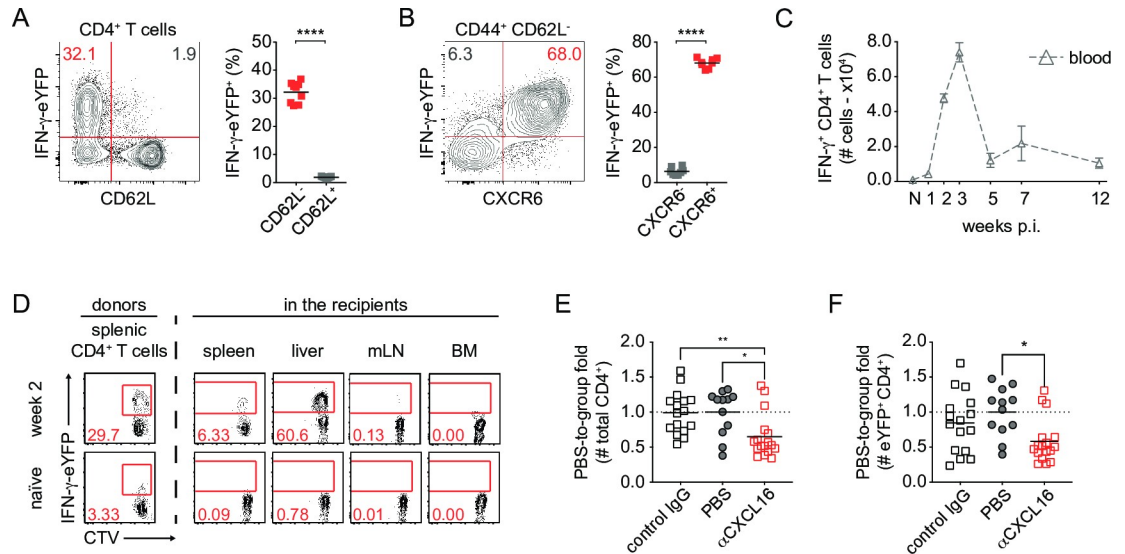 A
CD4+ T cells
32.1
1.9
IFN-γ-eYFP
CD62L
****
IFN-γ-eYFP+ (%)
50
40
30
20
10
0
CD62L-
CD62L+
B
CD44+ CD62L-
6.3
68.0
IFN-γ-eYFP
CXCR6
****
IFN-γ-eYFP+ (%)
80
60
40
20
0
CXCR6-
CXCR6+
C
IFN-γ+ CD4+ T cells
(# cells - x10⁴)
8.0
6.0
4.0
2.0
0.0
blood
N 1 2 3 5 7 12
weeks p.i.
D
donors
in the recipients
splenic
CD4+ T cells
spleen liver mLN BM
week 2
29.7
6.33
60.6
0.13
0.00
naïve
3.33
0.09
0.78
0.01
0.00
IFN-γ-eYFP
CTV
E
PBS-to-group fold
(# total CD4+)
2.0
1.5
1.0
0.5
0.0
**
*
control IgG
PBS
αCXCL16
F
PBS-to-group fold
(# eYFP+ CD4+)
2.0
1.5
1.0
0.5
0.0
*
control IgG
PBS
αCXCL16